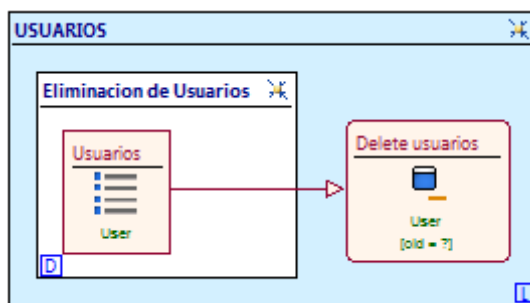 USUARIOS
Eliminacion de Usuarios
Usuarios
User
D
Delete usuarios
User
[oid = ?]
L